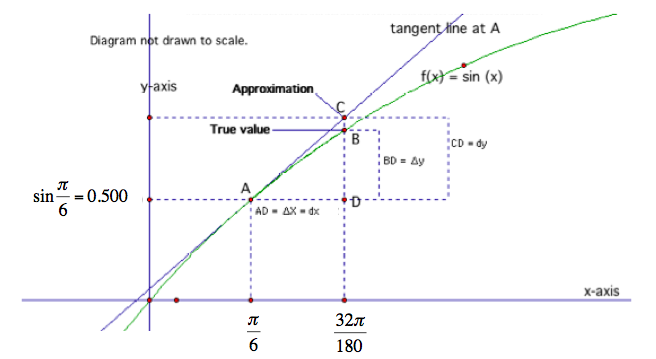 tangent line at A
Diagram not drawn to scale.
f(x) = sin (x)
y-axis
Approximation
C
True value
B
CD = dy
BD = Δy
A
sin π/6 = 0.500
D
AD = ΔX = dx
x-axis
π/6
32π/180